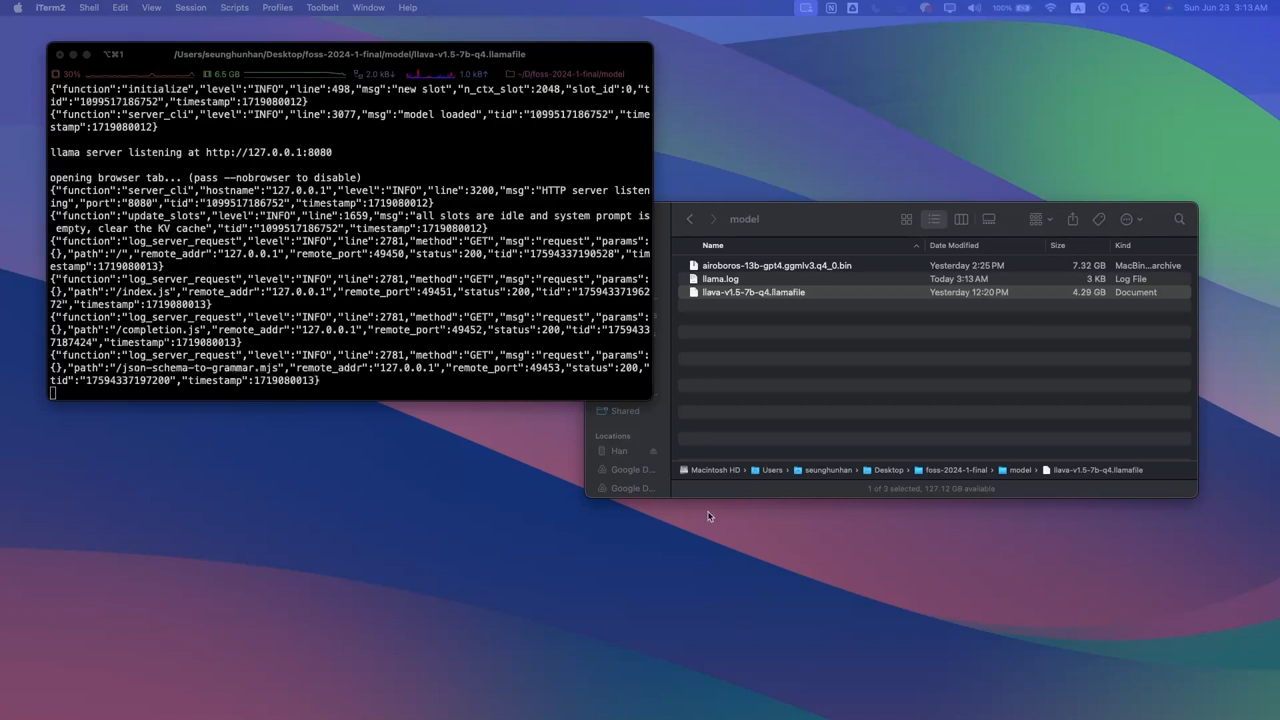 iTerm2 Shell Edit View Session Scripts Profiles Toolbelt Window Help
100% A Sun Jun 23 3:13 AM
⌥⌘1 /Users/seunghunhan/Desktop/foss-2024-1-final/model/llava-v1.5-7b-q4.llamafile
30% 6.5 GB 2.0 kB↓ 1.0 kB↑ ~/D/foss-2024-1-final/model
{"function":"initialize","level":"INFO","line":498,"msg":"new slot","n_ctx_slot":2048,"slot_id":0,"t
id":"1099517186752","timestamp":1719080012}
{"function":"server_cli","level":"INFO","line":3077,"msg":"model loaded","tid":"1099517186752","time
stamp":1719080012}
llama server listening at http://127.0.0.1:8080
opening browser tab... (pass --nobrowser to disable)
{"function":"server_cli","hostname":"127.0.0.1","level":"INFO","line":3200,"msg":"HTTP server listen
ing","port":"8080","tid":"1099517186752","timestamp":1719080012}
{"function":"update_slots","level":"INFO","line":1659,"msg":"all slots are idle and system prompt is
empty, clear the KV cache","tid":"1099517186752","timestamp":1719080012}
{"function":"log_server_request","level":"INFO","line":2781,"method":"GET","msg":"request","params":
{},"path":"/","remote_addr":"127.0.0.1","remote_port":49450,"status":200,"tid":"17594337190528","tim
estamp":1719080013}
{"function":"log_server_request","level":"INFO","line":2781,"method":"GET","msg":"request","params":
{},"path":"/index.js","remote_addr":"127.0.0.1","remote_port":49451,"status":200,"tid":"175943371962
72","timestamp":1719080013}
{"function":"log_server_request","level":"INFO","line":2781,"method":"GET","msg":"request","params":
{},"path":"/completion.js","remote_addr":"127.0.0.1","remote_port":49452,"status":200,"tid":"1759433
7187424","timestamp":1719080013}
{"function":"log_server_request","level":"INFO","line":2781,"method":"GET","msg":"request","params":
{},"path":"/json-schema-to-grammar.mjs","remote_addr":"127.0.0.1","remote_port":49453,"status":200,"
tid":"17594337197200","timestamp":1719080013}
model
Name Date Modified Size Kind
airoboros-13b-gpt4.ggmlv3.q4_0.bin Yesterday 2:25 PM 7.32 GB MacBin...archive
llama.log Today 3:13 AM 3 KB Log File
llava-v1.5-7b-q4.llamafile Yesterday 12:20 PM 4.29 GB Document
Shared
Locations
Han
Google D...
Google D...
Macintosh HD › Users › seunghunhan › Desktop › foss-2024-1-final › model › llava-v1.5-7b-q4.llamafile
1 of 3 selected, 127.12 GB available